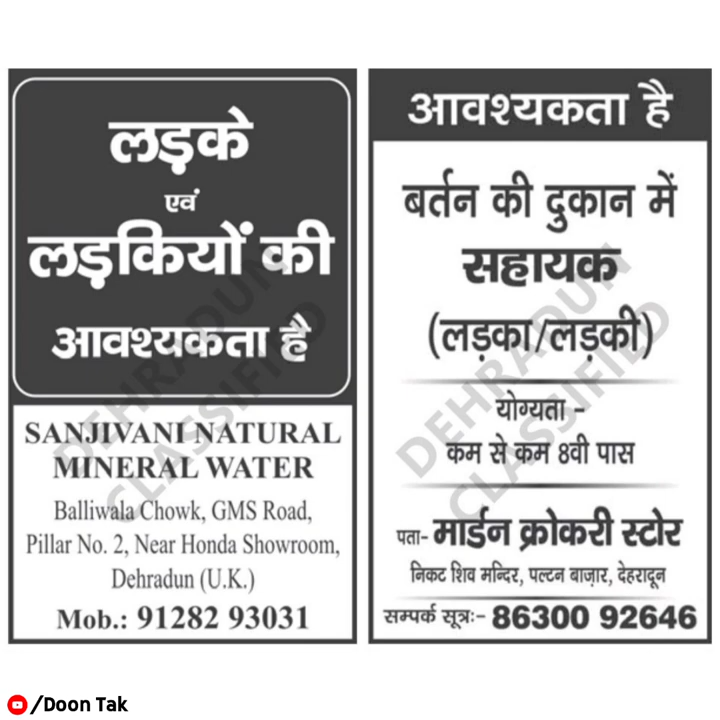 लड़के
एवं
लड़कियों की
आवश्यकता है
SANJIVANI NATURAL
MINERAL WATER
Balliwala Chowk, GMS Road,
Pillar No. 2, Near Honda Showroom,
Dehradun (U.K.)
Mob.: 91282 93031
आवश्यकता है
बर्तन की दुकान में
सहायक
(लड़का/लड़की)
योग्यता -
कम से कम 8वी पास
पता- मार्डन क्रोकरी स्टोर
निकट शिव मन्दिर, पल्टन बाज़ार, देहरादून
सम्पर्क सूत्रः- 86300 92646
DEHRADUN
CLASSIFIED
DEHRADUN
CLASSIFIED
/Doon Tak